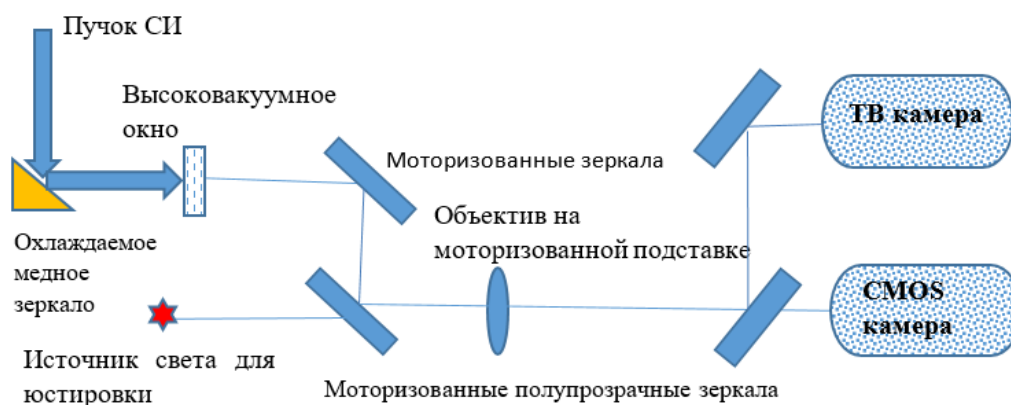 Пучок СИ
Высоковакуумное
окно
Моторизованные зеркала
ТВ камера
Объектив на
моторизованной подставке
Охлаждаемое
медное
зеркало
CMOS
камера
Источник света для
юстировки
Моторизованные полупрозрачные зеркала